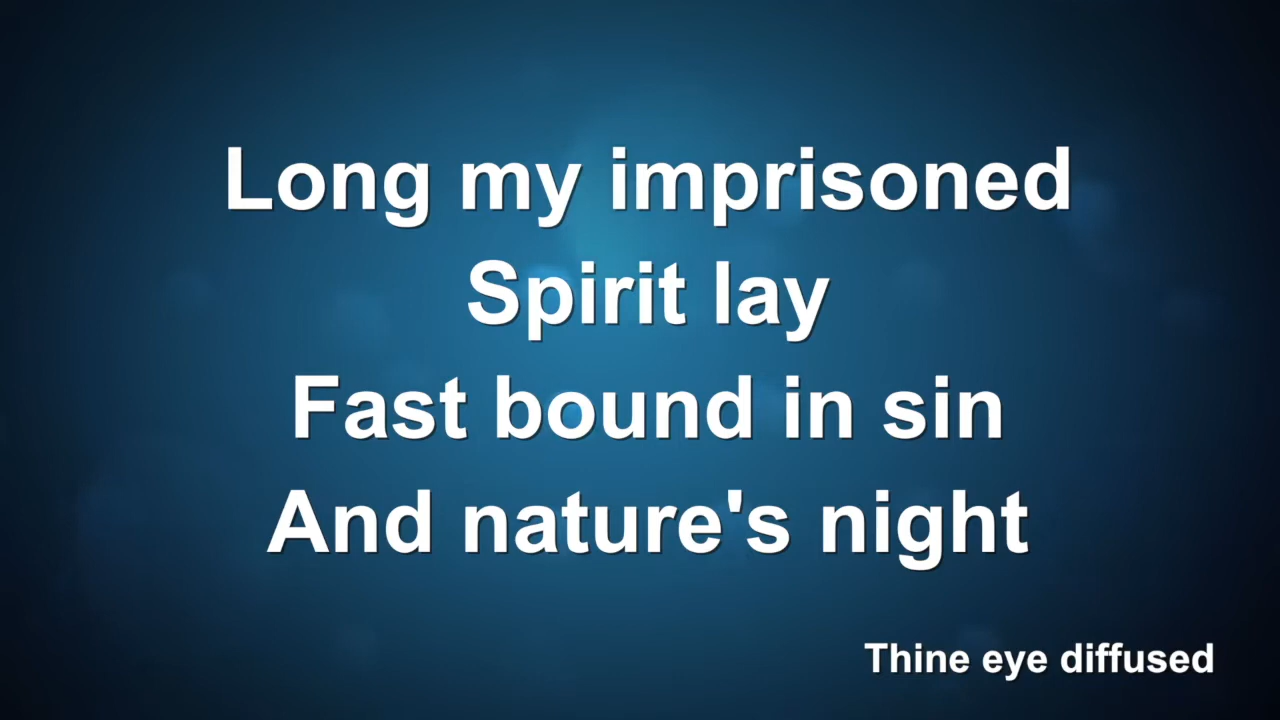 Long my imprisoned
Spirit lay
Fast bound in sin
And nature's night
Thine eye diffused